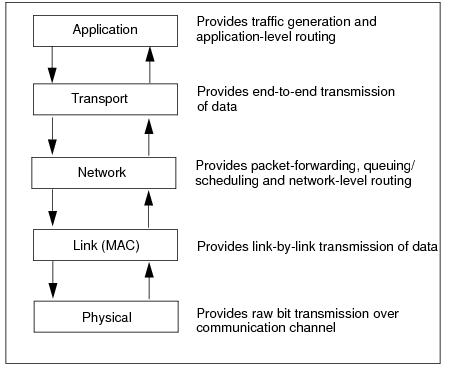 Application
Provides traffic generation and
application-level routing
Transport
Provides end-to-end transmission
of data
Network
Provides packet-forwarding, queuing/
scheduling and network-level routing
Link (MAC)
Provides link-by-link transmission of data
Physical
Provides raw bit transmission over
communication channel